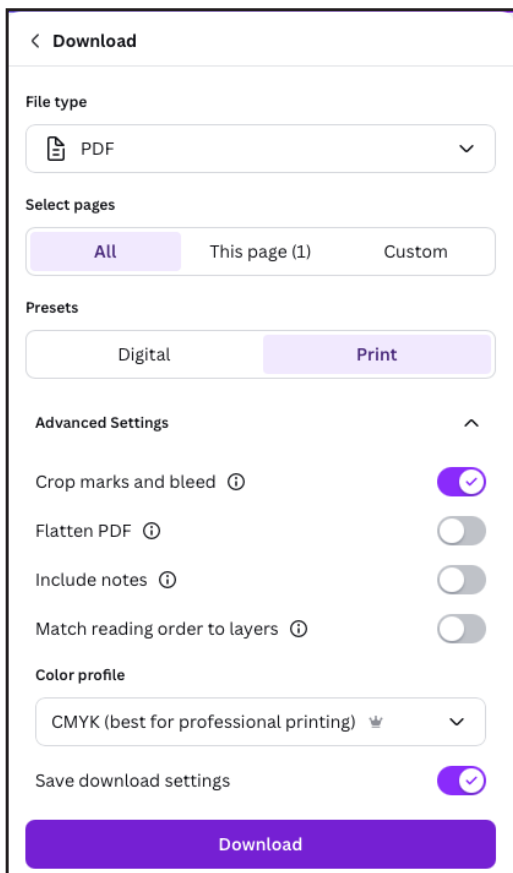 Download
File type
PDF
Select pages
All This page (1) Custom
Presets
Digital Print
Advanced Settings
Crop marks and bleed
Flatten PDF
Include notes
Match reading order to layers
Color profile
CMYK (best for professional printing)
Save download settings
Download